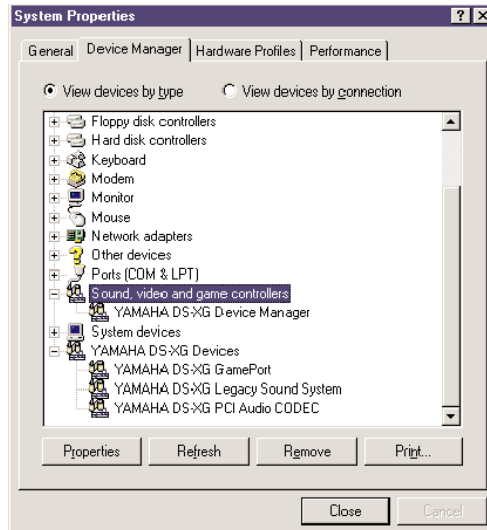 System Properties
General Device Manager Hardware Profiles Performance
View devices by type View devices by connection
Floppy disk controllers
Hard disk controllers
Keyboard
Modem
Monitor
Mouse
Network adapters
Other devices
Ports (COM & LPT)
Sound, video and game controllers
YAMAHA DS-XG Device Manager
System devices
YAMAHA DS-XG Devices
YAMAHA DS-XG GamePort
YAMAHA DS-XG Legacy Sound System
YAMAHA DS-XG PCI Audio CODEC
Properties Refresh Remove Print...
Close Cancel